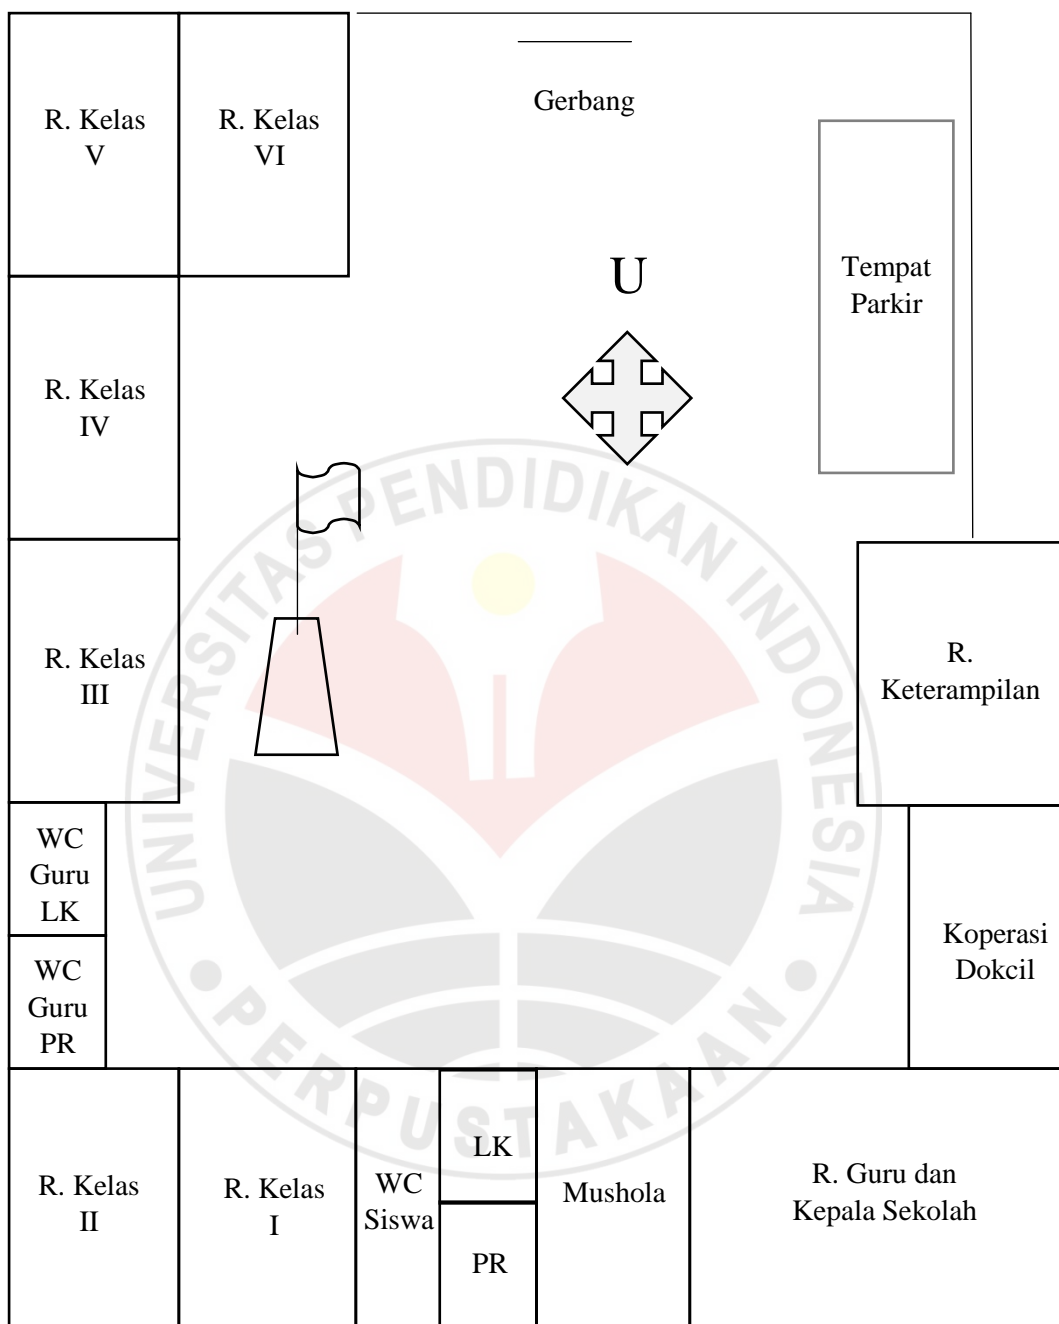 Gerbang
R. Kelas
V
R. Kelas
VI
U
Tempat
Parkir
R. Kelas
IV
R. Kelas
III
R.
Keterampilan
WC
Guru
LK
WC
Guru
PR
Koperasi
Dokcil
R. Kelas
II
R. Kelas
I
WC
Siswa
LK
PR
Mushola
R. Guru dan
Kepala Sekolah
UNIVERSITAS PENDIDIKAN INDONESIA
PERPUSTAKAAN